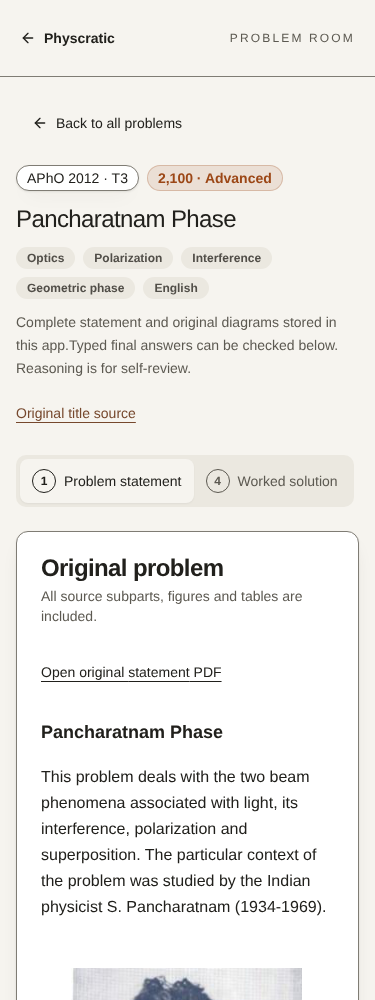 Physcratic
PROBLEM ROOM
Back to all problems
APhO 2012 · T3
2,100 · Advanced
Pancharatnam Phase
Optics
Polarization
Interference
Geometric phase
English
Complete statement and original diagrams stored in
this app.Typed final answers can be checked below.
Reasoning is for self-review.
Original title source
1 Problem statement
4 Worked solution
Original problem
All source subparts, figures and tables are
included.
Open original statement PDF
Pancharatnam Phase
This problem deals with the two beam
phenomena associated with light, its
interference, polarization and
superposition. The particular context of
the problem was studied by the Indian
physicist S. Pancharatnam (1934-1969).